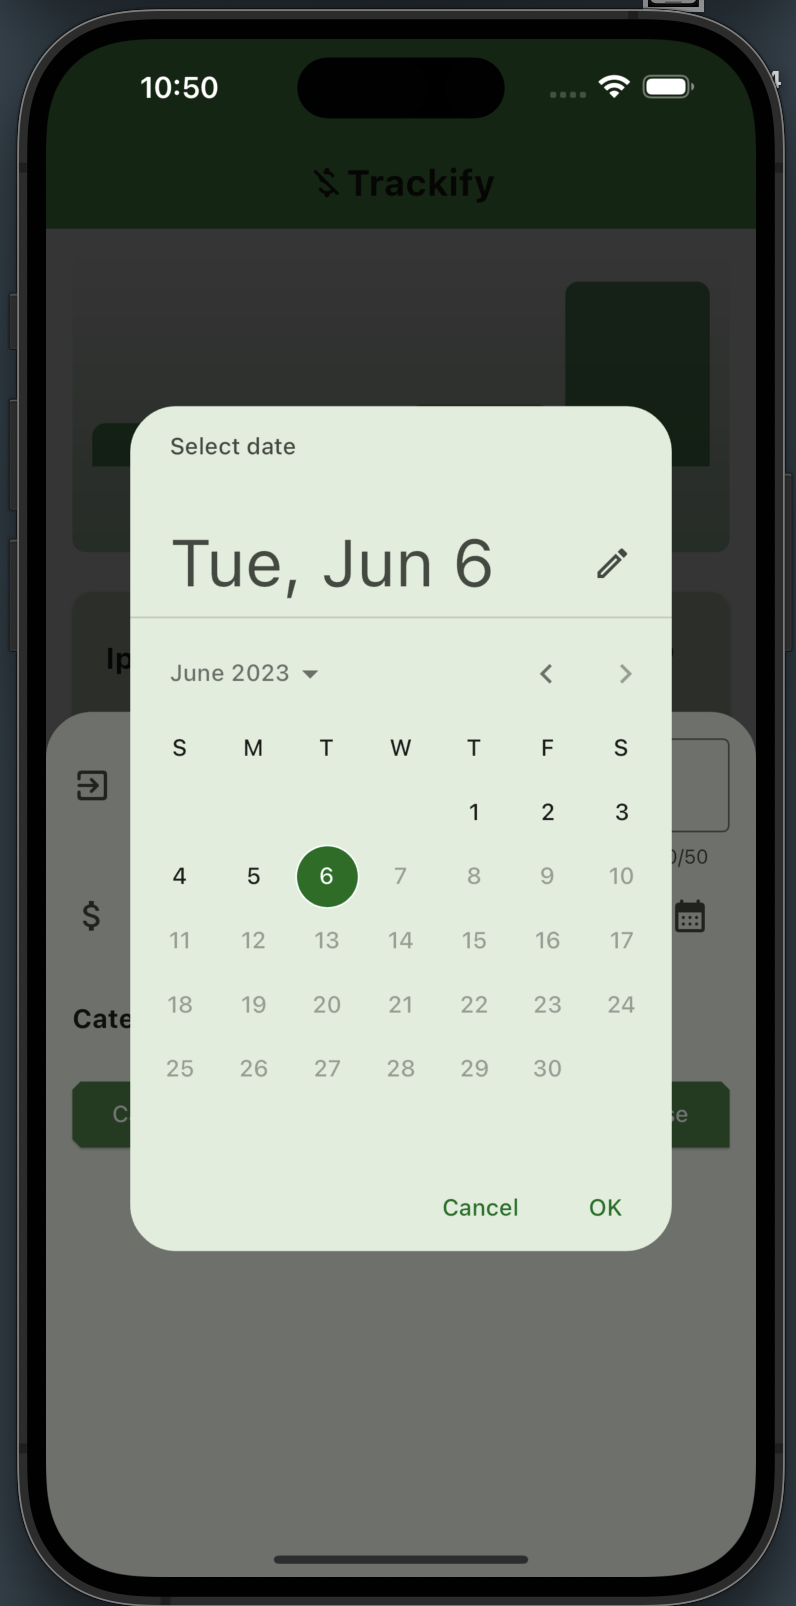 10:50
4
Trackify
Select date
Tue, Jun 6
Ip
June 2023
S M T W T F S
1 2 3
4 5 6 7 8 9 10
0/50
11 12 13 14 15 16 17
$
18 19 20 21 22 23 24
Cate
25 26 27 28 29 30
C
se
Cancel OK